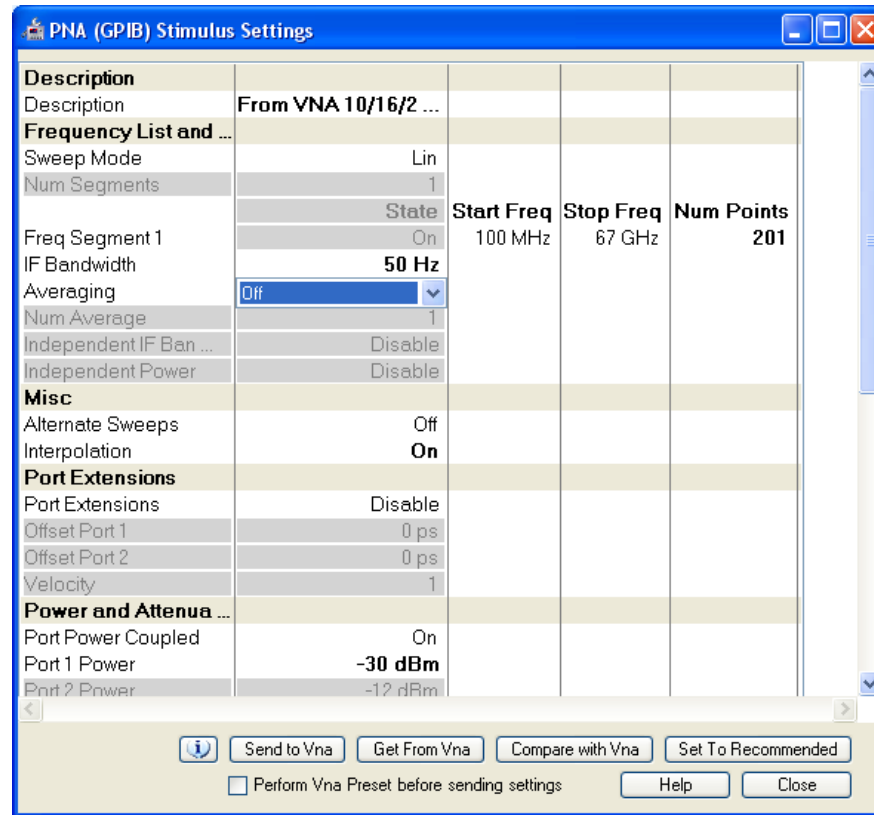 PNA (GPIB) Stimulus Settings
Description
Description From VNA 10/16/2 ...
Frequency List and ...
Sweep Mode Lin
Num Segments 1
State Start Freq Stop Freq Num Points
Freq Segment 1 On 100 MHz 67 GHz 201
IF Bandwidth 50 Hz
Averaging Off
Num Average 1
Independent IF Ban ... Disable
Independent Power Disable
Misc
Alternate Sweeps Off
Interpolation On
Port Extensions
Port Extensions Disable
Offset Port 1 0 ps
Offset Port 2 0 ps
Velocity 1
Power and Attenua ...
Port Power Coupled On
Port 1 Power -30 dBm
Port 2 Power -12 dBm
Send to Vna Get From Vna Compare with Vna Set To Recommended
Perform Vna Preset before sending settings Help Close